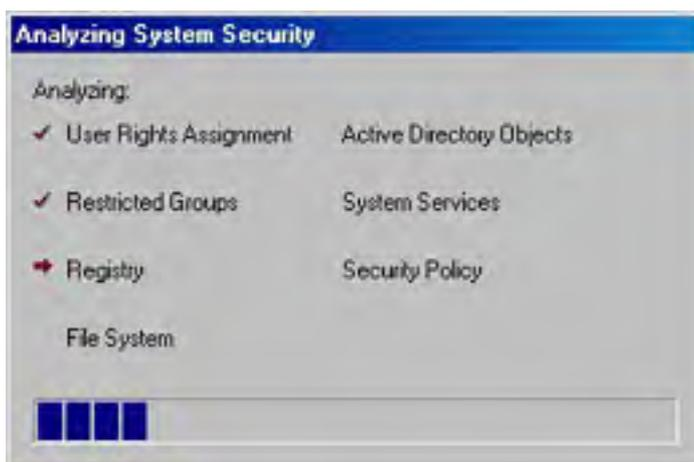 Analyzing System Security
Analyzing:
User Rights Assignment
Active Directory Objects
Restricted Groups
System Services
Registry
Security Policy
File System